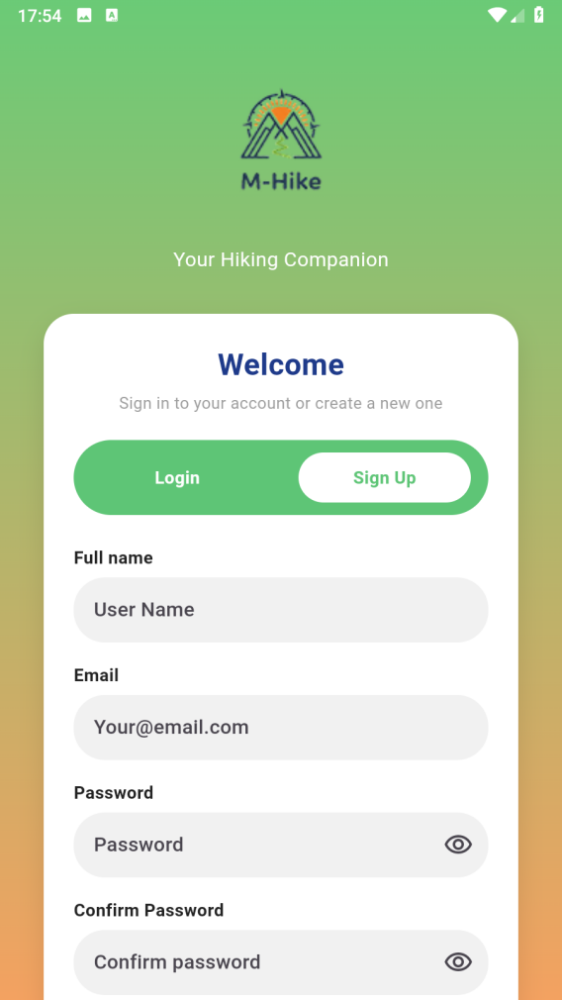 17:54
A
M-Hike
Your Hiking Companion
Welcome
Sign in to your account or create a new one
Login
Sign Up
Full name
User Name
Email
Your@email.com
Password
Password
Confirm Password
Confirm password